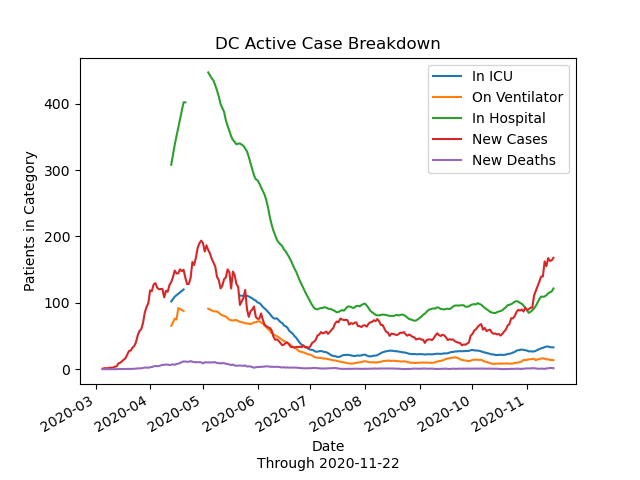 DC Active Case Breakdown
In ICU
On Ventilator
In Hospital
New Cases
New Deaths
Patients in Category
400
300
200
100
0
2020-03
2020-04
2020-05
2020-06
2020-07
2020-08
2020-09
2020-10
2020-11
Date
Through 2020-11-22